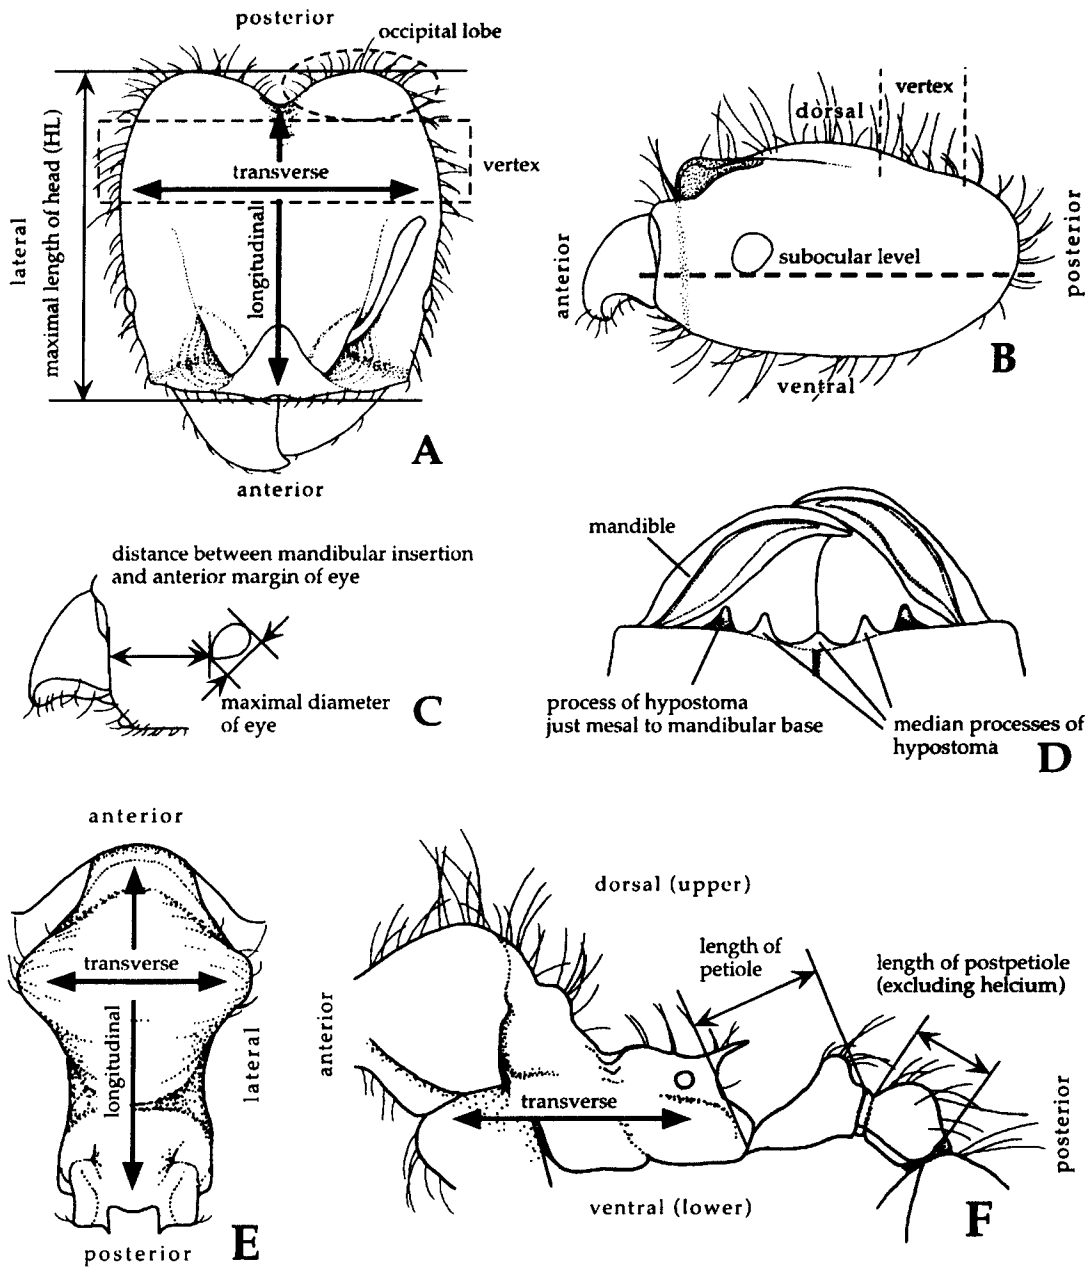 posterior
occipital lobe
maximal length of head (HL)
lateral
transverse
vertex
longitudinal
A
anterior
vertex
dorsal
anterior
subocular level
posterior
ventral
B
distance between mandibular insertion
and anterior margin of eye
maximal diameter
of eye
C
mandible
process of hypostoma
just mesal to mandibular base
median processes of
hypostoma
D
anterior
transverse
longitudinal
lateral
posterior
E
dorsal (upper)
length of
petiole
length of postpetiole
(excluding helcium)
anterior
transverse
posterior
ventral (lower)
F